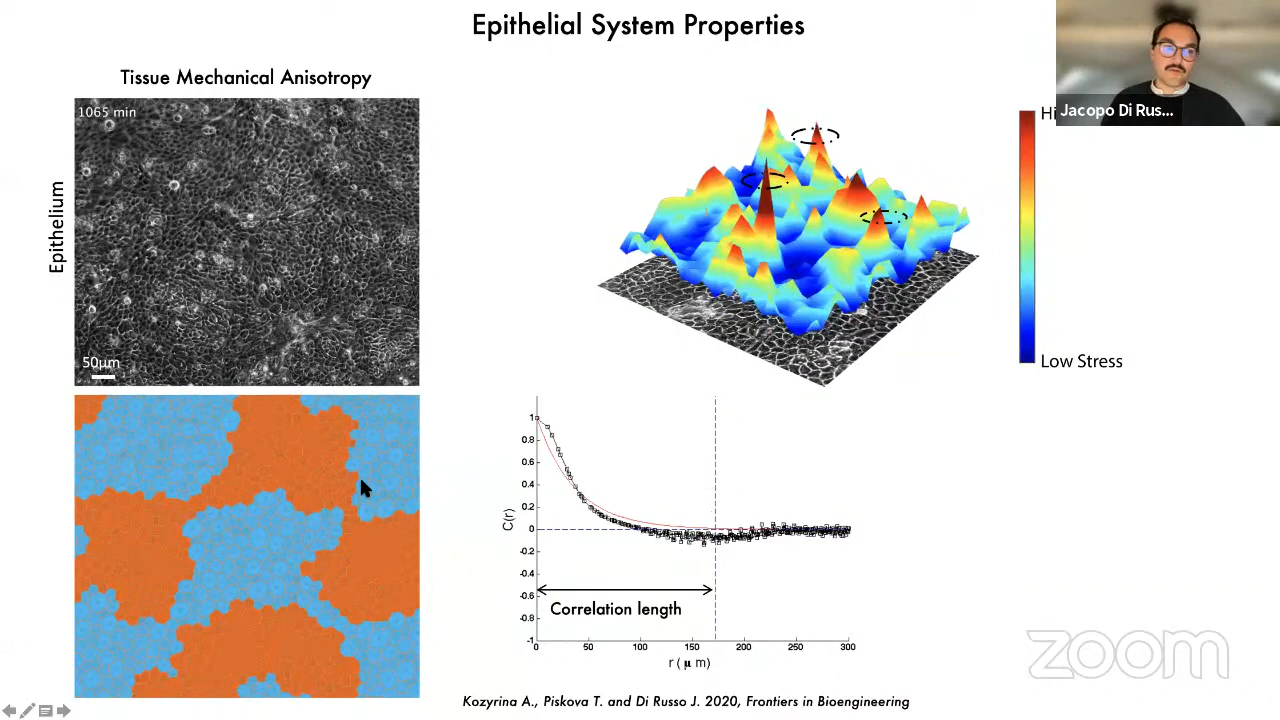 Epithelial System Properties
Jacopo Di Rus...
Tissue Mechanical Anisotropy
1065 min
Hi
Epithelium
50µm
Low Stress
1
0.8
0.6
0.4
0.2
0
-0.2
-0.4
-0.6
-0.8
-1
C(r)
Correlation length
0 50 100 150 200 250 300
r ( µ m)
zoom
Kozyrina A., Piskova T. and Di Russo J. 2020, Frontiers in Bioengineering